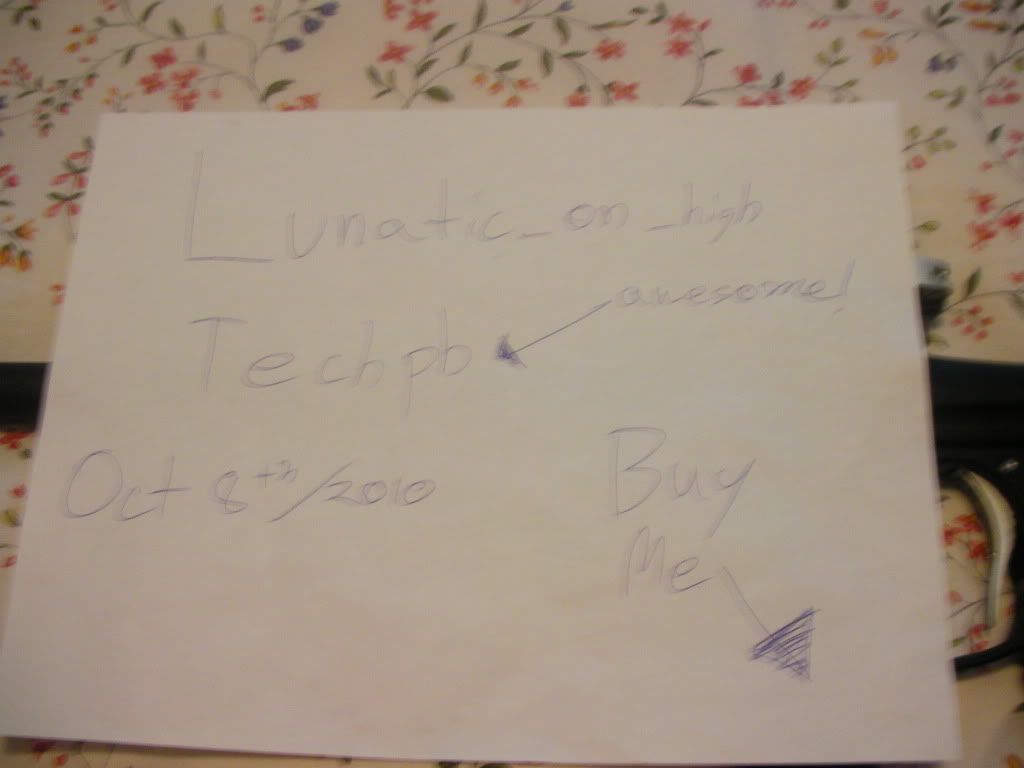 Lunatic_on_high
awesome!
Techpb
Oct 8th/2010
Buy
Me